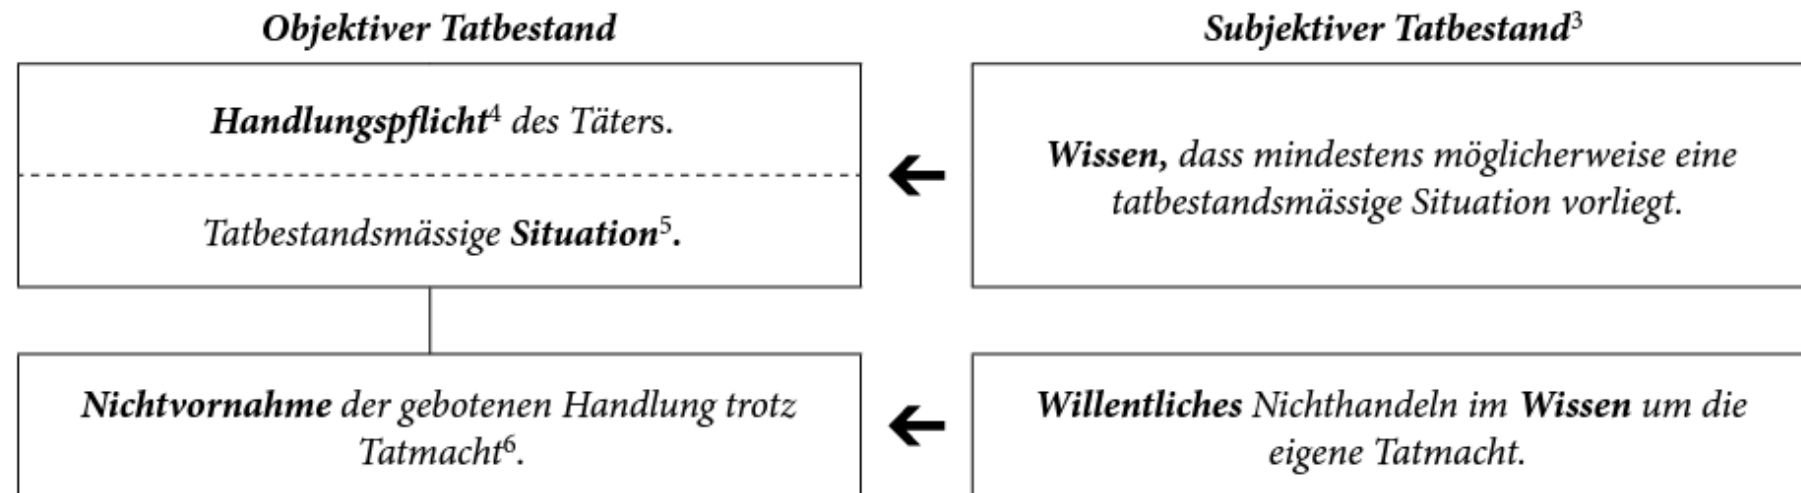 Objektiver Tatbestand
Handlungspflicht⁴ des Täters.
Tatbestandsmässige Situation⁵.
Nichtvornahme der gebotenen Handlung trotz
Tatmacht⁶.
Subjektiver Tatbestand³
Wissen, dass mindestens möglicherweise eine
tatbestandsmässige Situation vorliegt.
Willentliches Nichthandeln im Wissen um die
eigene Tatmacht.